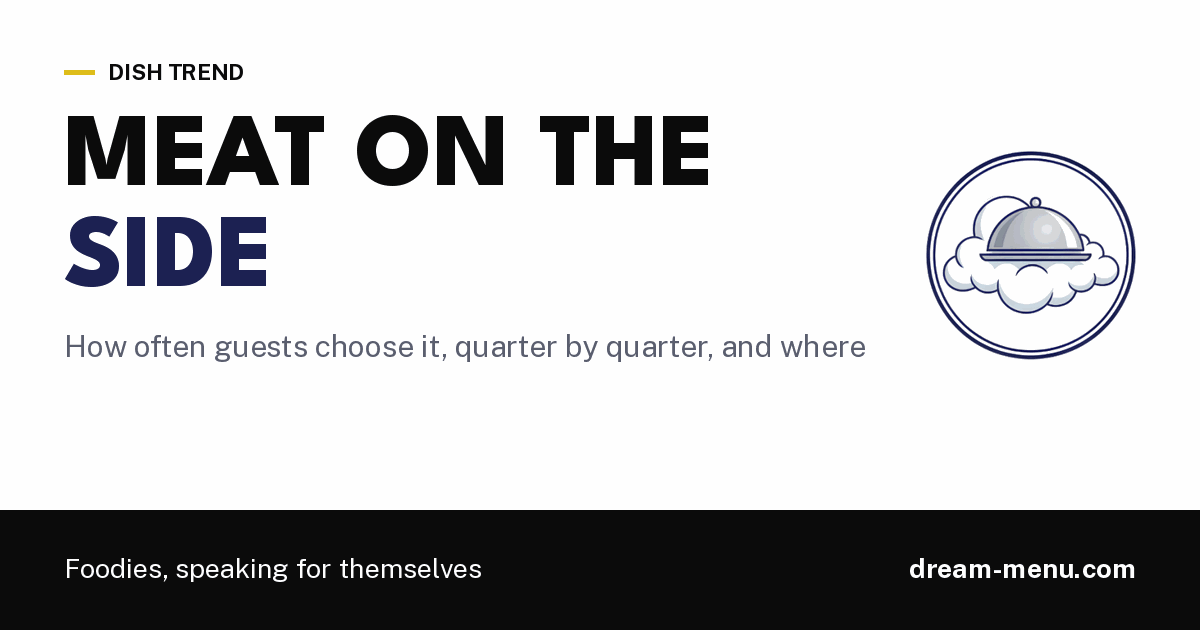 DISH TREND
MEAT ON THE
SIDE
How often guests choose it, quarter by quarter, and where
Foodies, speaking for themselves
dream-menu.com